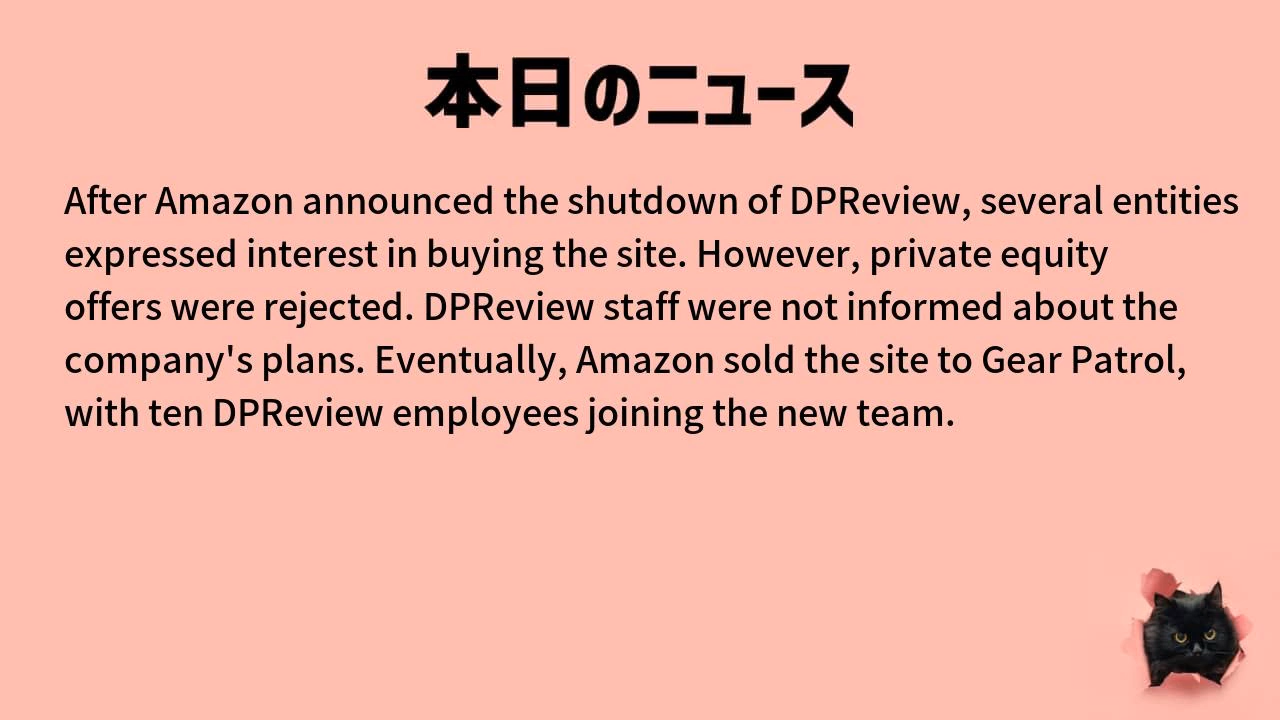 本日のニュース
After Amazon announced the shutdown of DPReview, several entities
expressed interest in buying the site. However, private equity
offers were rejected. DPReview staff were not informed about the
company's plans. Eventually, Amazon sold the site to Gear Patrol,
with ten DPReview employees joining the new team.